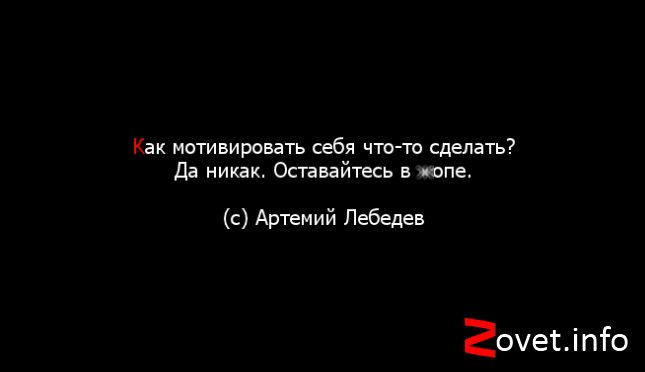 Как мотивировать себя что-то сделать?
Да никак. Оставайтесь в жопе.
(с) Артемий Лебедев
Zovet.info